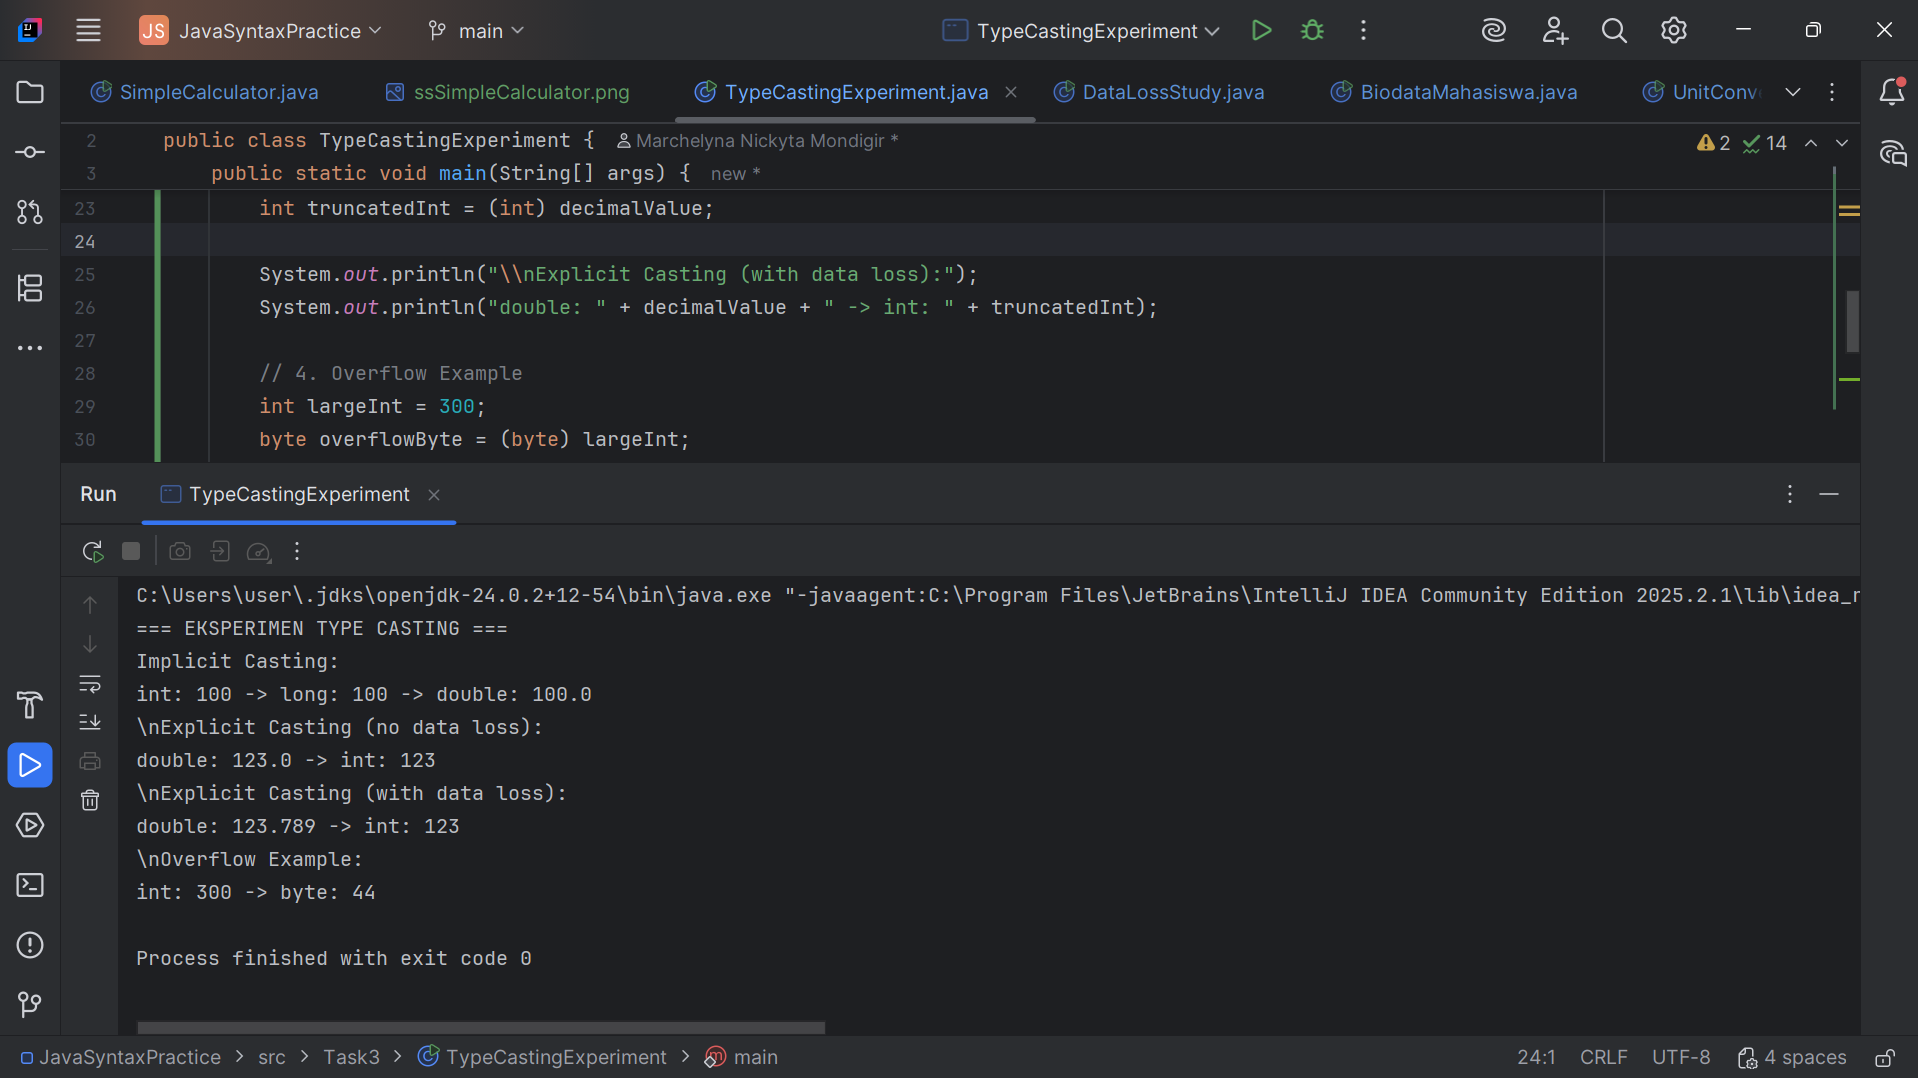 JS JavaSyntaxPractice main TypeCastingExperiment
SimpleCalculator.java ssSimpleCalculator.png TypeCastingExperiment.java DataLossStudy.java BiodataMahasiswa.java UnitConv
2 public class TypeCastingExperiment { Marchelyna Nickyta Mondigir * 2 14
3 public static void main(String[] args) { new *
23 int truncatedInt = (int) decimalValue;
24
25 System.out.println("\\nExplicit Casting (with data loss):");
26 System.out.println("double: " + decimalValue + " -> int: " + truncatedInt);
27
28 // 4. Overflow Example
29 int largeInt = 300;
30 byte overflowByte = (byte) largeInt;
Run TypeCastingExperiment
C:\Users\user\.jdks\openjdk-24.0.2+12-54\bin\java.exe "-javaagent:C:\Program Files\JetBrains\IntelliJ IDEA Community Edition 2025.2.1\lib\idea_r
=== EKSPERIMEN TYPE CASTING ===
Implicit Casting:
int: 100 -> long: 100 -> double: 100.0
\nExplicit Casting (no data loss):
double: 123.0 -> int: 123
\nExplicit Casting (with data loss):
double: 123.789 -> int: 123
\nOverflow Example:
int: 300 -> byte: 44
Process finished with exit code 0
JavaSyntaxPractice > src > Task3 > TypeCastingExperiment > main 24:1 CRLF UTF-8 4 spaces